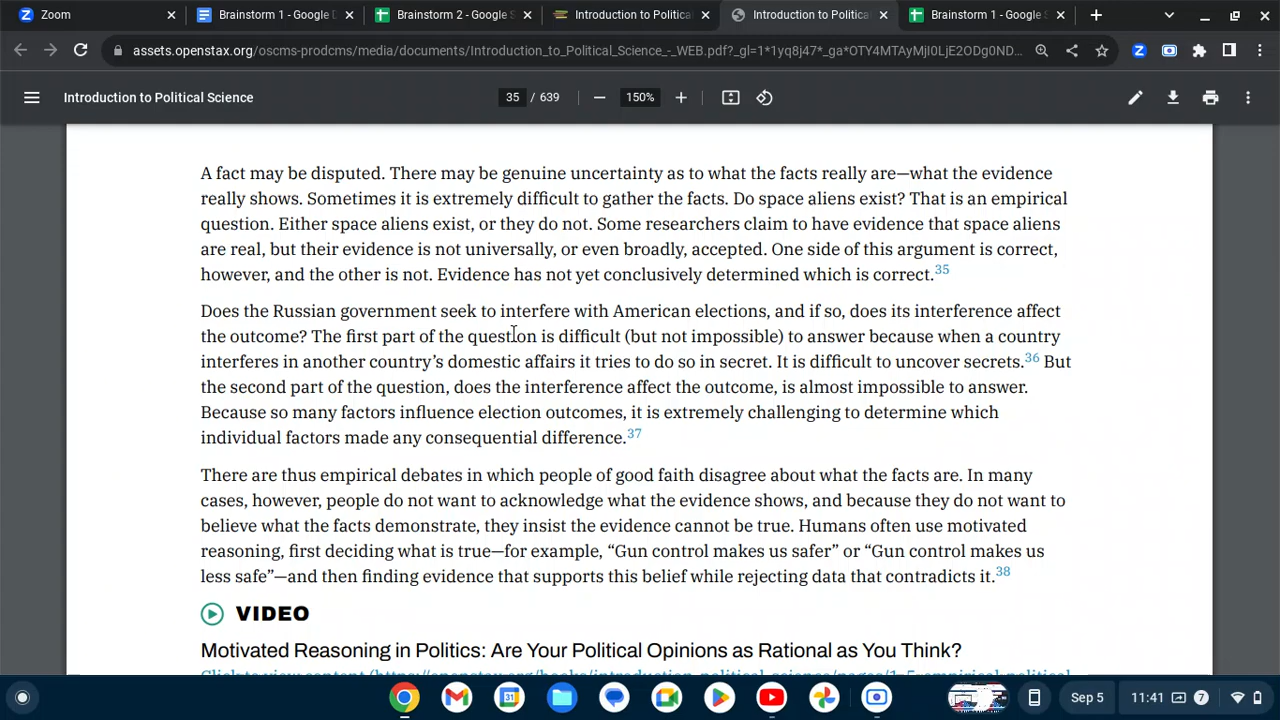 Zoom
Brainstorm 1 - Google D
Brainstorm 2 - Google S
Introduction to Politica
Introduction to Politica
Brainstorm 1 - Google S
assets.openstax.org/oscms-prodcms/media/documents/Introduction_to_Political_Science_-_WEB.pdf?_gl=1*1yq8j47*_ga*OTY4MTAyMjI0LjE2ODg0ND...
Introduction to Political Science
35 / 639
150%
A fact may be disputed. There may be genuine uncertainty as to what the facts really are—what the evidence
really shows. Sometimes it is extremely difficult to gather the facts. Do space aliens exist? That is an empirical
question. Either space aliens exist, or they do not. Some researchers claim to have evidence that space aliens
are real, but their evidence is not universally, or even broadly, accepted. One side of this argument is correct,
however, and the other is not. Evidence has not yet conclusively determined which is correct.35
Does the Russian government seek to interfere with American elections, and if so, does its interference affect
the outcome? The first part of the question is difficult (but not impossible) to answer because when a country
interferes in another country's domestic affairs it tries to do so in secret. It is difficult to uncover secrets.36 But
the second part of the question, does the interference affect the outcome, is almost impossible to answer.
Because so many factors influence election outcomes, it is extremely challenging to determine which
individual factors made any consequential difference.37
There are thus empirical debates in which people of good faith disagree about what the facts are. In many
cases, however, people do not want to acknowledge what the evidence shows, and because they do not want to
believe what the facts demonstrate, they insist the evidence cannot be true. Humans often use motivated
reasoning, first deciding what is true—for example, “Gun control makes us safer” or “Gun control makes us
less safe”—and then finding evidence that supports this belief while rejecting data that contradicts it.38
VIDEO
Motivated Reasoning in Politics: Are Your Political Opinions as Rational as You Think?
Click to view content (https://openstax.org/books/introduction-political-science/pages/1-5-empirical-political
Sep 5
11:41
7